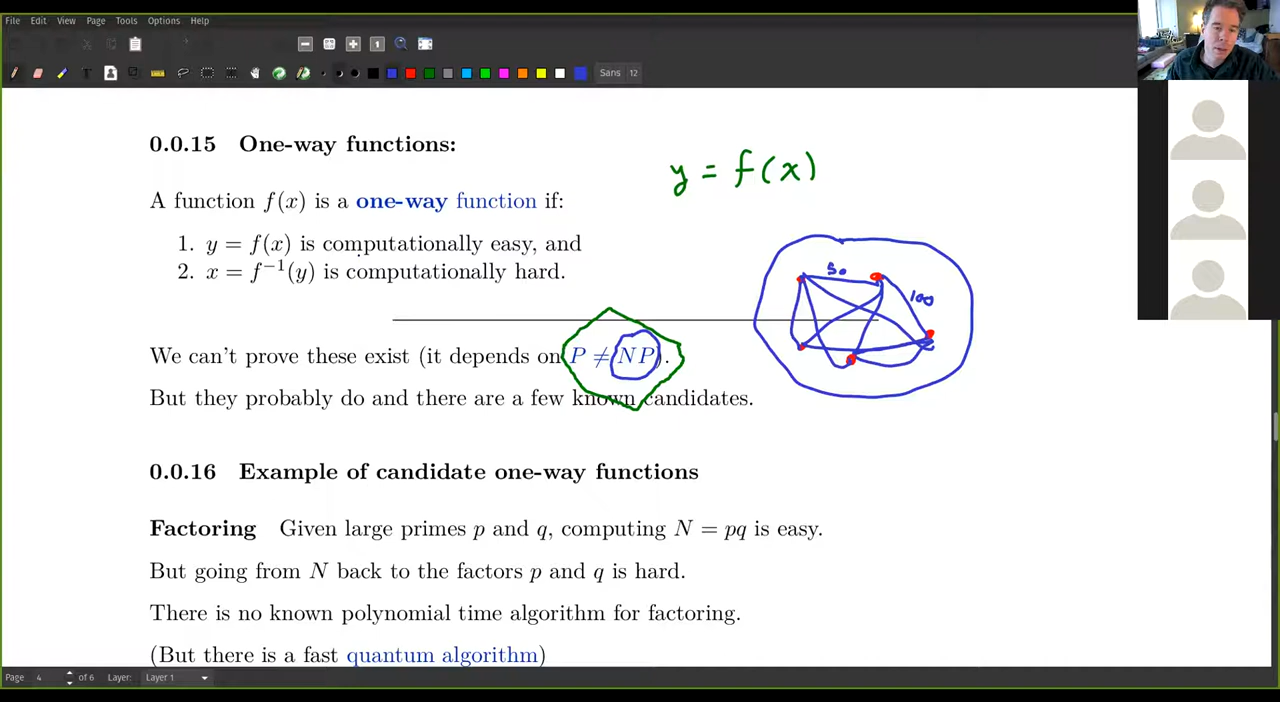 File Edit View Page Tools Options Help
Sans 12
0.0.15 One-way functions:
y = f(x)
A function f(x) is a one-way function if:
1. y = f(x) is computationally easy, and
2. x = f⁻¹(y) is computationally hard.
50
100
We can't prove these exist (it depends on P ≠ NP).
But they probably do and there are a few known candidates.
0.0.16 Example of candidate one-way functions
Factoring Given large primes p and q, computing N = pq is easy.
But going from N back to the factors p and q is hard.
There is no known polynomial time algorithm for factoring.
(But there is a fast quantum algorithm)
Page 4 of 6 Layer: Layer 1